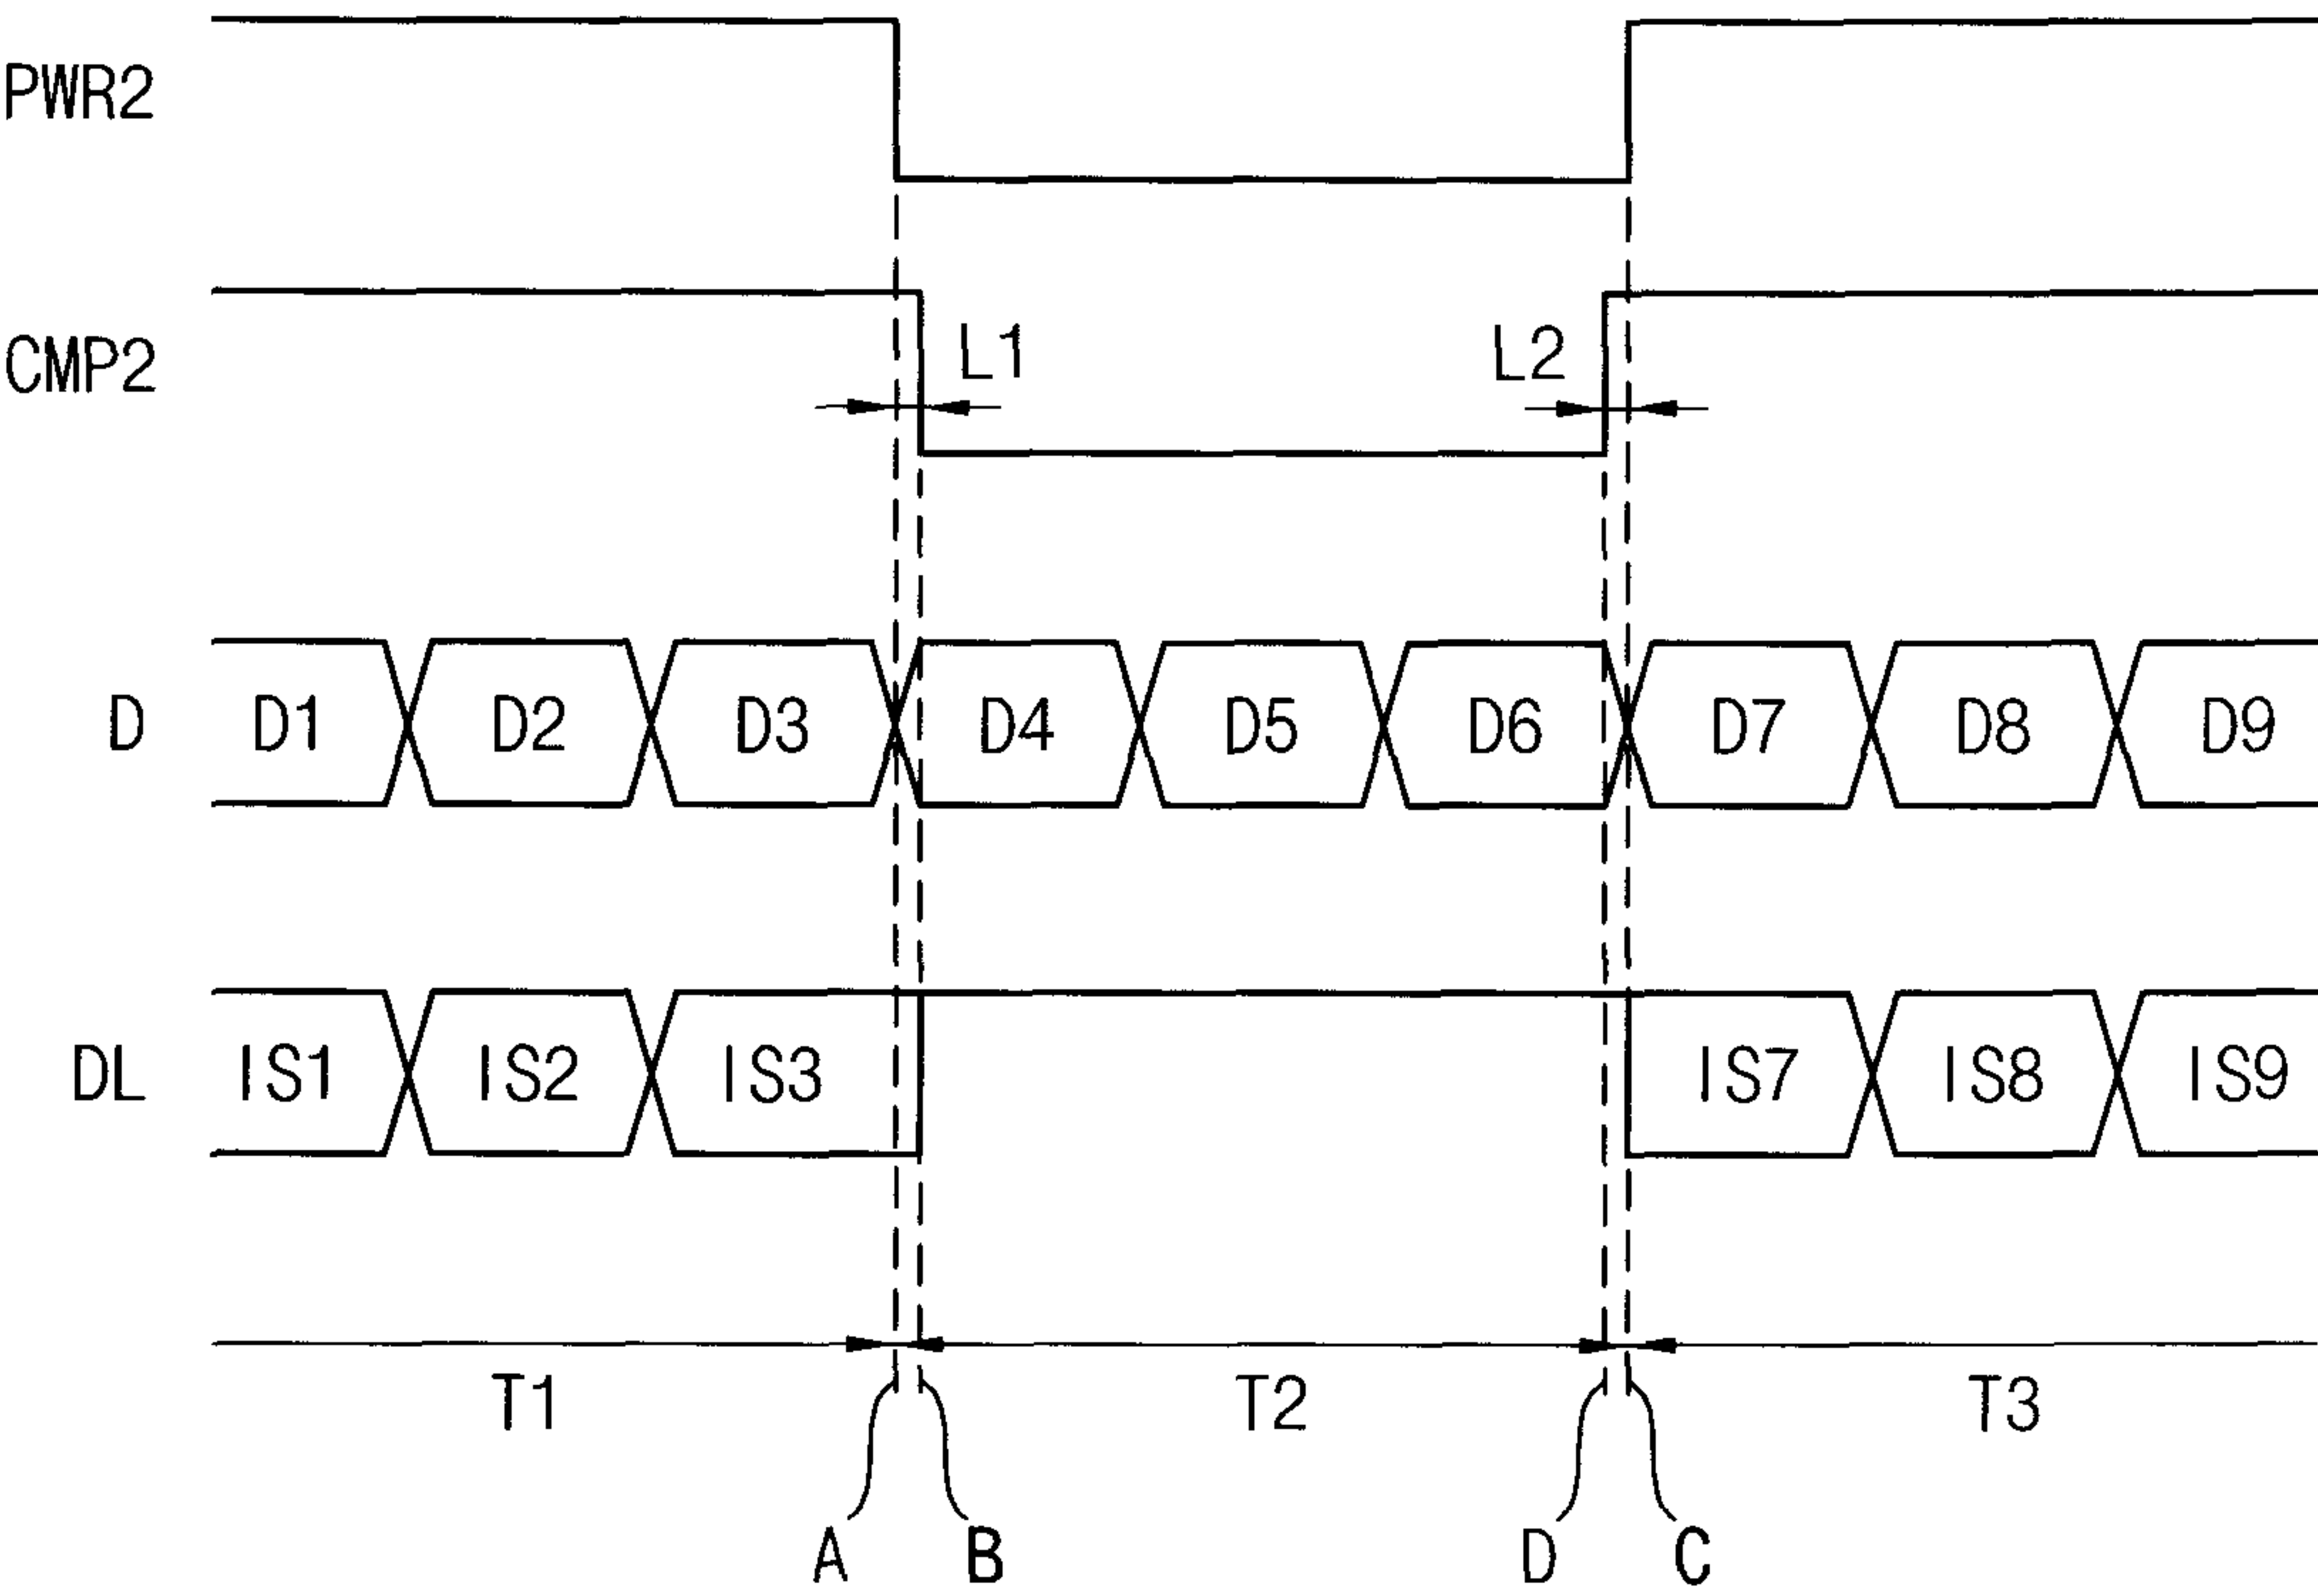 PWR2
CMP2 L1 L2
D D1 D2 D3 D4 D5 D6 D7 D8 D9
DL IS1 IS2 IS3 IS7 IS8 IS9
T1 T2 T3
A B D C